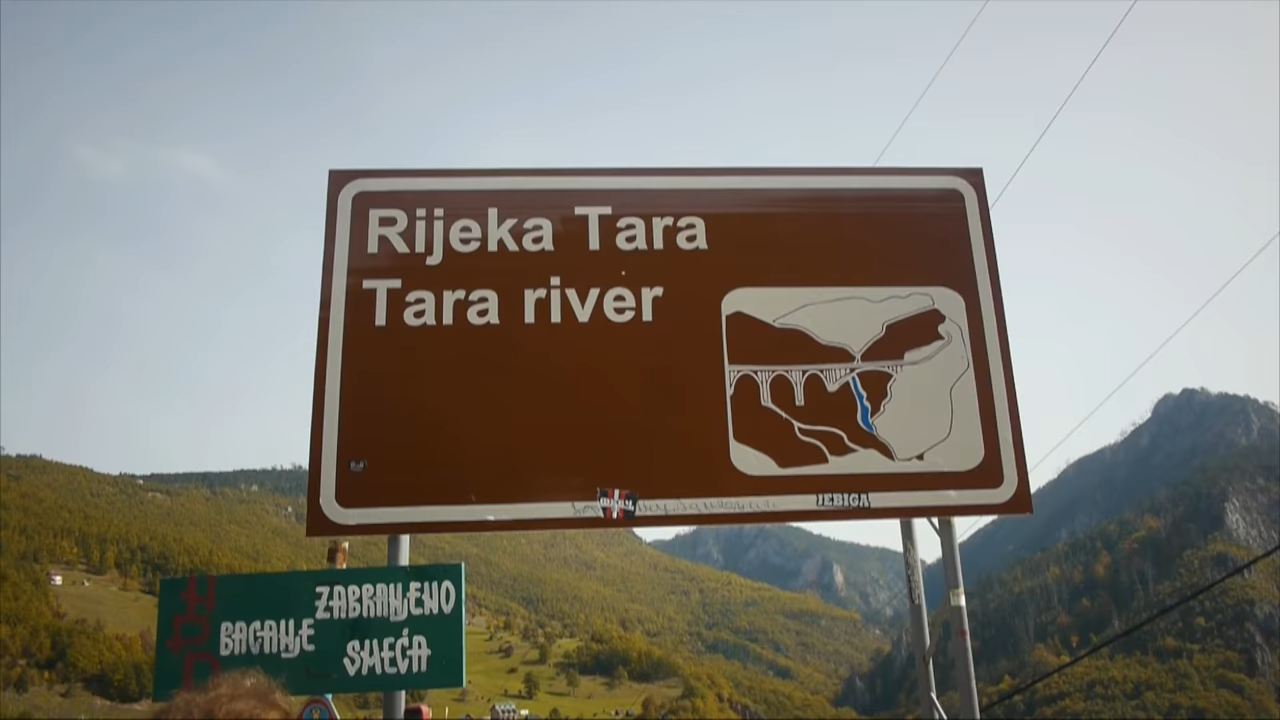 Rijeka Tara
Tara river
JEBIGA
ZABRANJENO
BACANJE
SMEĆA